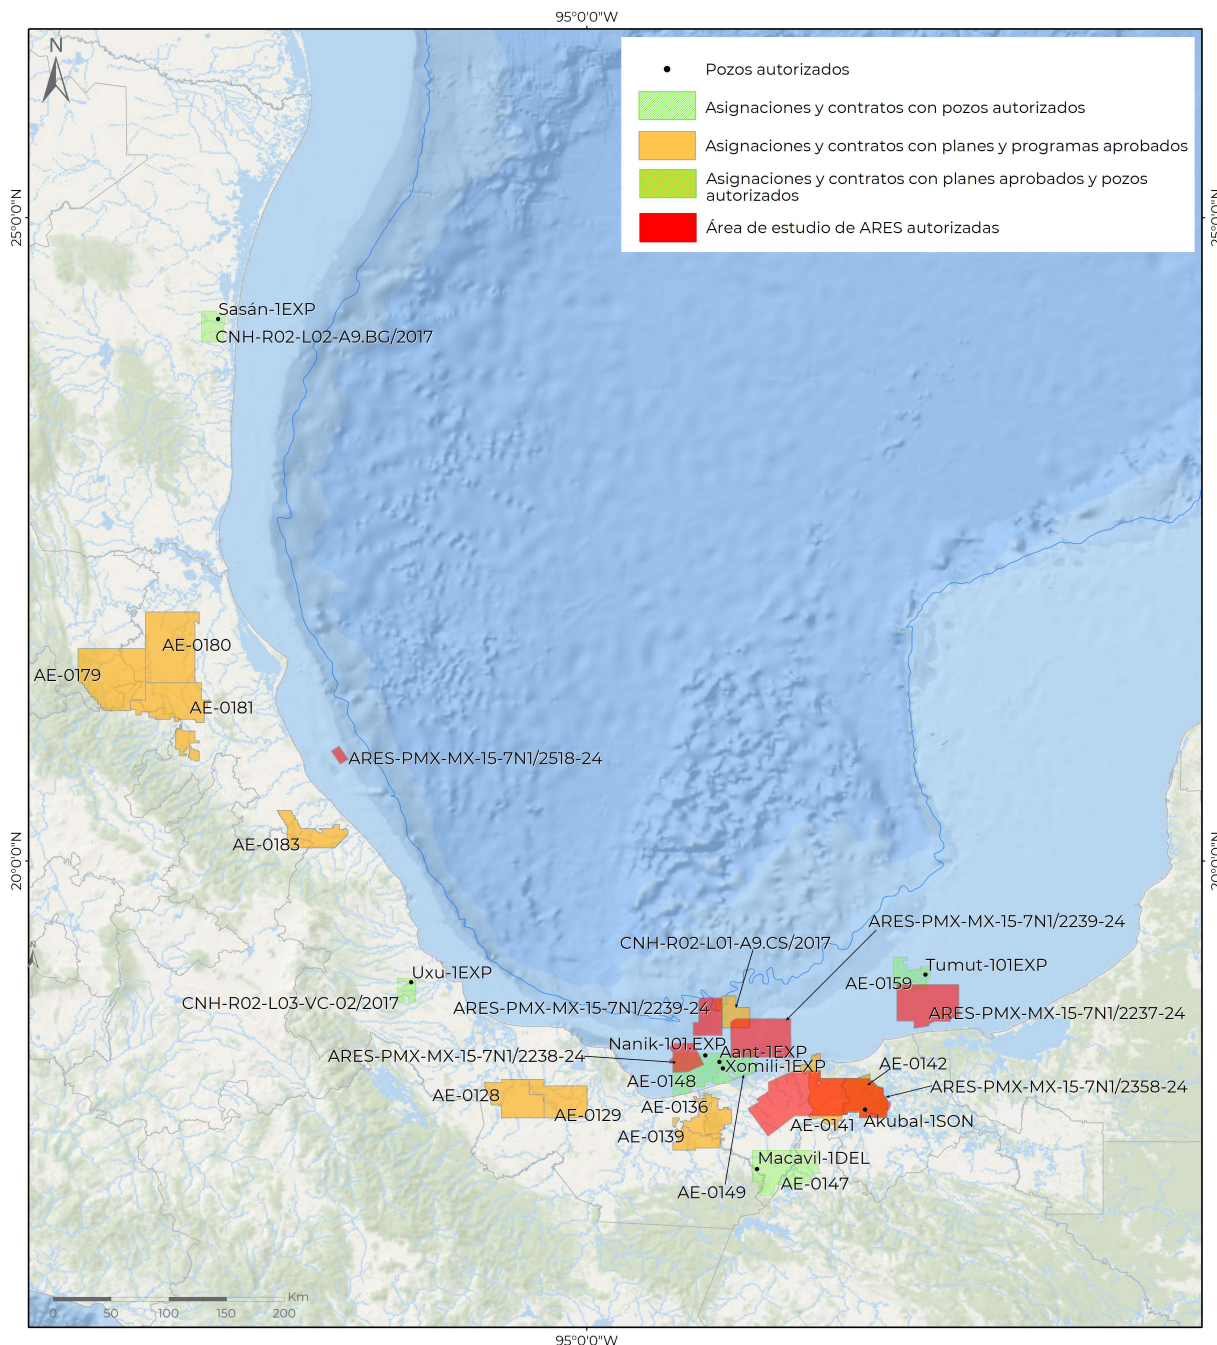 95°0'0"W
N
Pozos autorizados
Asignaciones y contratos con pozos autorizados
Asignaciones y contratos con planes y programas aprobados
Asignaciones y contratos con planes aprobados y pozos
autorizados
Área de estudio de ARES autorizadas
25°0'0"N
25°0'0"N
Sasán-1EXP
CNH-R02-L02-A9.BG/2017
AE-0180
AE-0179
AE-0181
ARES-PMX-MX-15-7N1/2518-24
AE-0183
20°0'0"N
20°0'0"N
ARES-PMX-MX-15-7N1/2239-24
CNH-R02-L01-A9.CS/2017
Uxu-1EXP
Tumut-101EXP
AE-0159
CNH-R02-L03-VC-02/2017
ARES-PMX-MX-15-7N1/2239-24
ARES-PMX-MX-15-7N1/2237-24
Nanik-101 EXP
Aant-1EXP
ARES-PMX-MX-15-7N1/2238-24
Xomili-1EXP
AE-0142
AE-0148
ARES-PMX-MX-15-7N1/2358-24
AE-0128
AE-0136
AE-0129
AE-0141
Akubal-1SON
AE-0139
Macavil-1DEL
AE-0147
AE-0149
Km
0 50 100 150 200
95°0'0"W